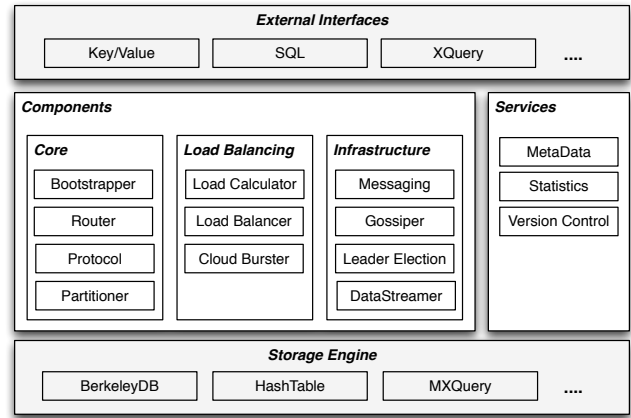 External Interfaces
Key/Value
SQL
XQuery
....
Components
Core
Bootstrapper
Router
Protocol
Partitioner
Load Balancing
Load Calculator
Load Balancer
Cloud Burster
Infrastructure
Messaging
Gossiper
Leader Election
DataStreamer
Services
MetaData
Statistics
Version Control
Storage Engine
BerkeleyDB
HashTable
MXQuery
....